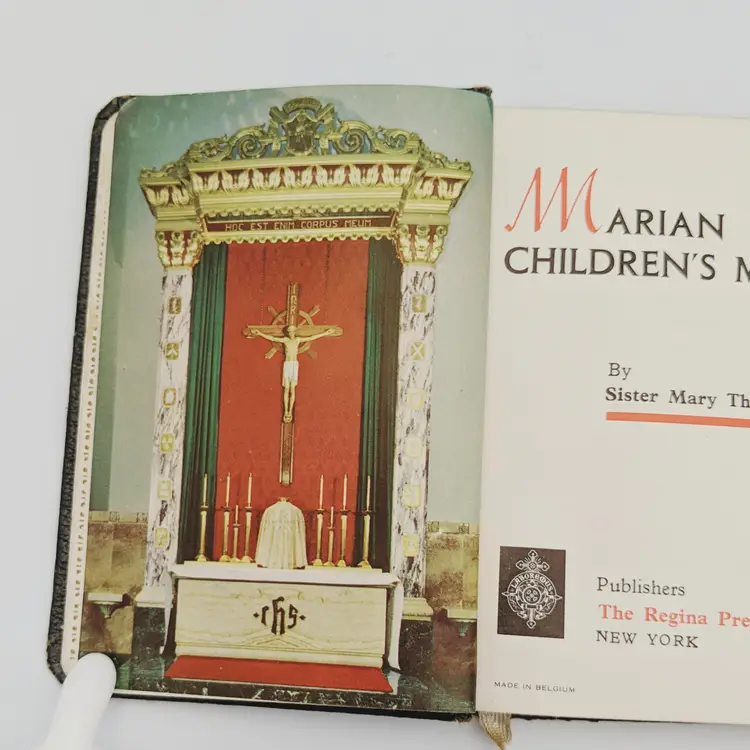 HOC EST ENIM CORPUS MEUM
INRI
ihs
MARIAN
CHILDREN'S M
By
Sister Mary Th
Publishers
The Regina Pre
NEW YORK
MADE IN BELGIUM